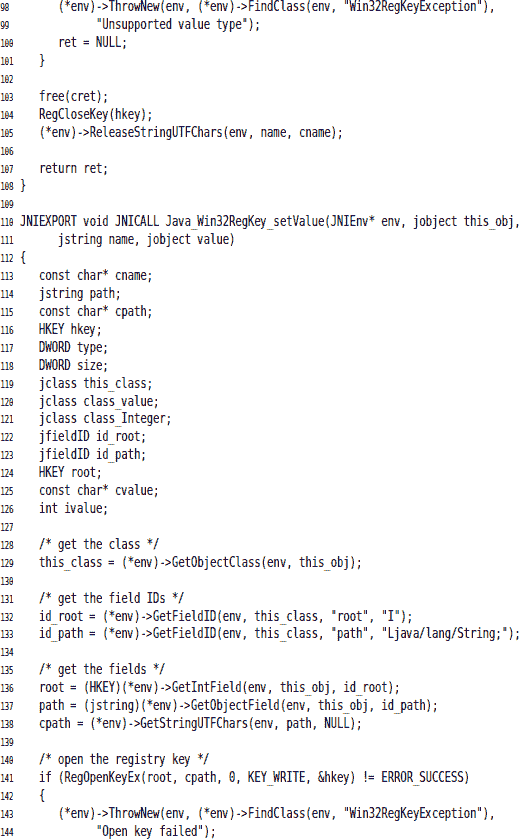 98 (*env)->ThrowNew(env, (*env)->FindClass(env, "Win32RegKeyException"),
99 "Unsupported value type");
100 ret = NULL;
101 }
102
103 free(cret);
104 RegCloseKey(hkey);
105 (*env)->ReleaseStringUTFChars(env, name, cname);
106
107 return ret;
108 }
109
110 JNIEXPORT void JNICALL Java_Win32RegKey_setValue(JNIEnv* env, jobject this_obj,
111 jstring name, jobject value)
112 {
113 const char* cname;
114 jstring path;
115 const char* cpath;
116 HKEY hkey;
117 DWORD type;
118 DWORD size;
119 jclass this_class;
120 jclass class_value;
121 jclass class_Integer;
122 jfieldID id_root;
123 jfieldID id_path;
124 HKEY root;
125 const char* cvalue;
126 int ivalue;
127
128 /* get the class */
129 this_class = (*env)->GetObjectClass(env, this_obj);
130
131 /* get the field IDs */
132 id_root = (*env)->GetFieldID(env, this_class, "root", "I");
133 id_path = (*env)->GetFieldID(env, this_class, "path", "Ljava/lang/String;");
134
135 /* get the fields */
136 root = (HKEY)(*env)->GetIntField(env, this_obj, id_root);
137 path = (jstring)(*env)->GetObjectField(env, this_obj, id_path);
138 cpath = (*env)->GetStringUTFChars(env, path, NULL);
139
140 /* open the registry key */
141 if (RegOpenKeyEx(root, cpath, 0, KEY_WRITE, &hkey) != ERROR_SUCCESS)
142 {
143 (*env)->ThrowNew(env, (*env)->FindClass(env, "Win32RegKeyException"),
144 "Open key failed");